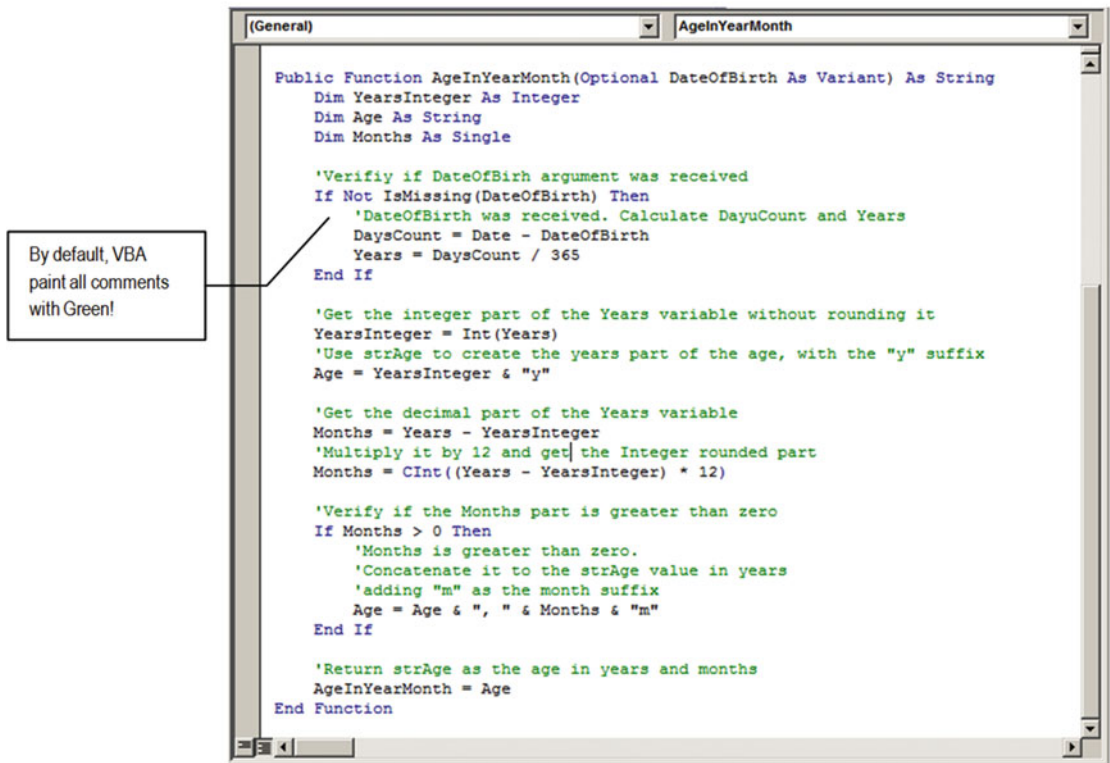 (General) AgeInYearMonth
Public Function AgeInYearMonth(Optional DateOfBirth As Variant) As String
Dim YearsInteger As Integer
Dim Age As String
Dim Months As Single
'Verifiy if DateOfBirh argument was received
If Not IsMissing(DateOfBirth) Then
'DateOfBirth was received. Calculate DayuCount and Years
DaysCount = Date - DateOfBirth
Years = DaysCount / 365
End If
'Get the integer part of the Years variable without rounding it
YearsInteger = Int(Years)
'Use strAge to create the years part of the age, with the "y" suffix
Age = YearsInteger & "y"
'Get the decimal part of the Years variable
Months = Years - YearsInteger
'Multiply it by 12 and get the Integer rounded part
Months = CInt((Years - YearsInteger) * 12)
'Verify if the Months part is greater than zero
If Months > 0 Then
'Months is greater than zero.
'Concatenate it to the strAge value in years
'adding "m" as the month suffix
Age = Age & ", " & Months & "m"
End If
'Return strAge as the age in years and months
AgeInYearMonth = Age
End Function
By default, VBA
paint all comments
with Green!